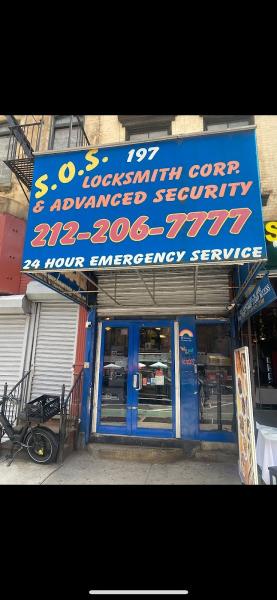 S.O.S. 197
LOCKSMITH CORP.
& ADVANCED SECURITY
212-206-7777
24 HOUR EMERGENCY SERVICE